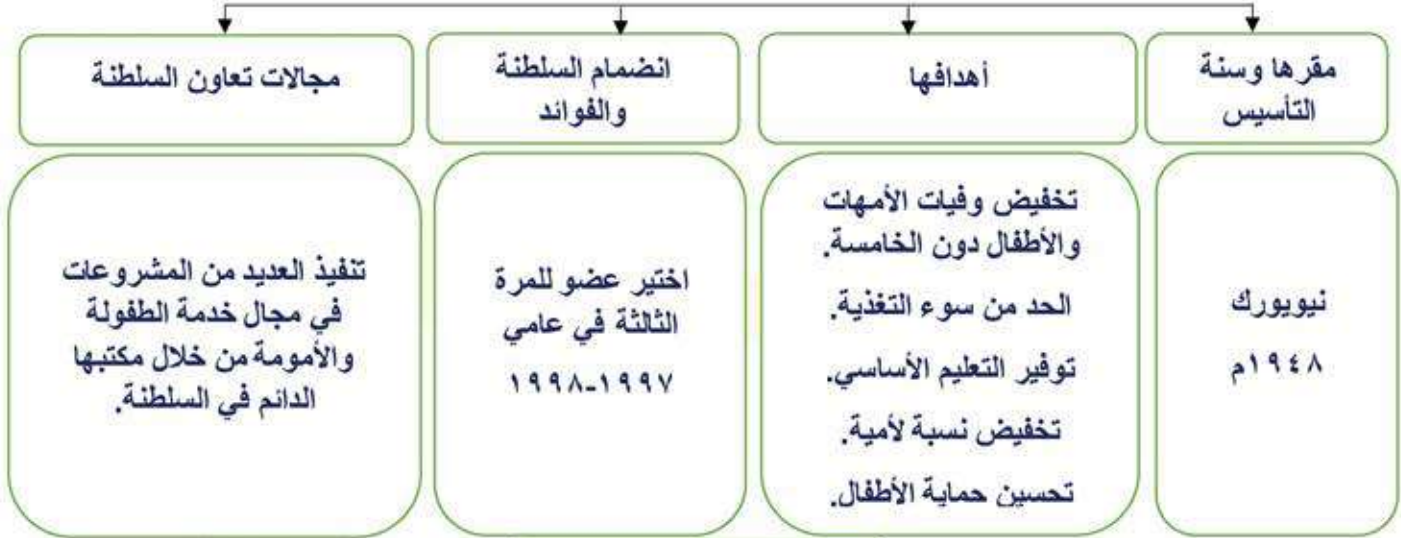 مقرها وسنة
التأسيس
أهدافها
انضمام السلطنة
والفوائد
مجالات تعاون السلطنة
نيويورك
١٩٤٨م
تخفيض وفيات الأمهات
والأطفال دون الخامسة.
الحد من سوء التغذية.
توفير التعليم الأساسي.
تخفيض نسبة لأمية.
تحسين حماية الأطفال.
اختير عضو للمرة
الثالثة في عامي
١٩٩٧-١٩٩٨
تنفيذ العديد من المشروعات
في مجال خدمة الطفولة
والأمومة من خلال مكتبها
الدائم في السلطنة.